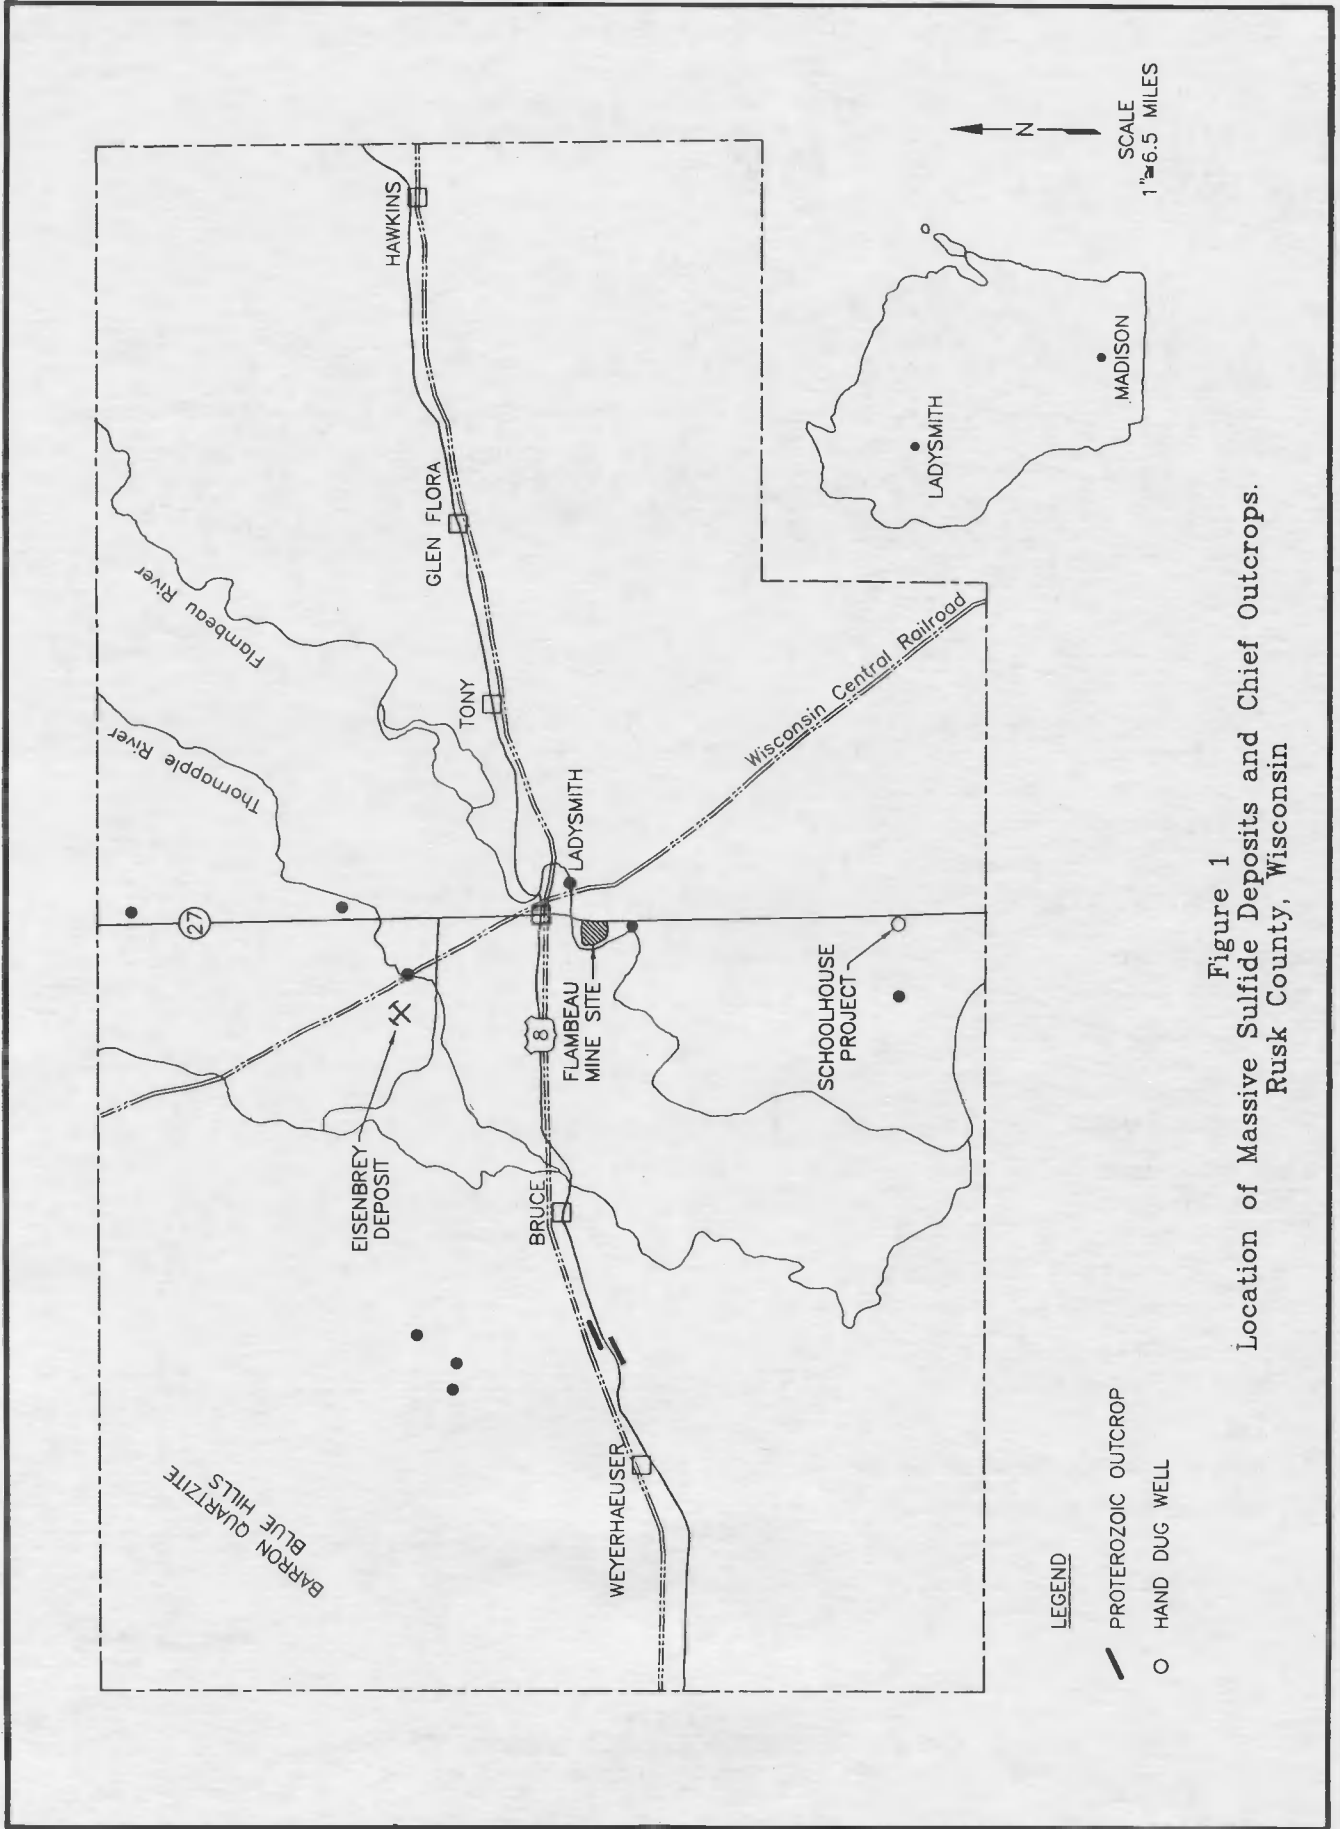 Thornapple River
Flambeau River
27
HAWKINS
GLEN FLORA
TONY
EISENBREY
DEPOSIT
BARRON QUARTZITE
BLUE HILLS
BRUCE
8
LADYSMITH
FLAMBEAU
MINE SITE
WEYERHAEUSER
Wisconsin Central Railroad
SCHOOLHOUSE
PROJECT
LADYSMITH
MADISON
N
SCALE
1"≅6.5 MILES
LEGEND
PROTEROZOIC OUTCROP
HAND DUG WELL
Figure 1
Location of Massive Sulfide Deposits and Chief Outcrops.
Rusk County, Wisconsin